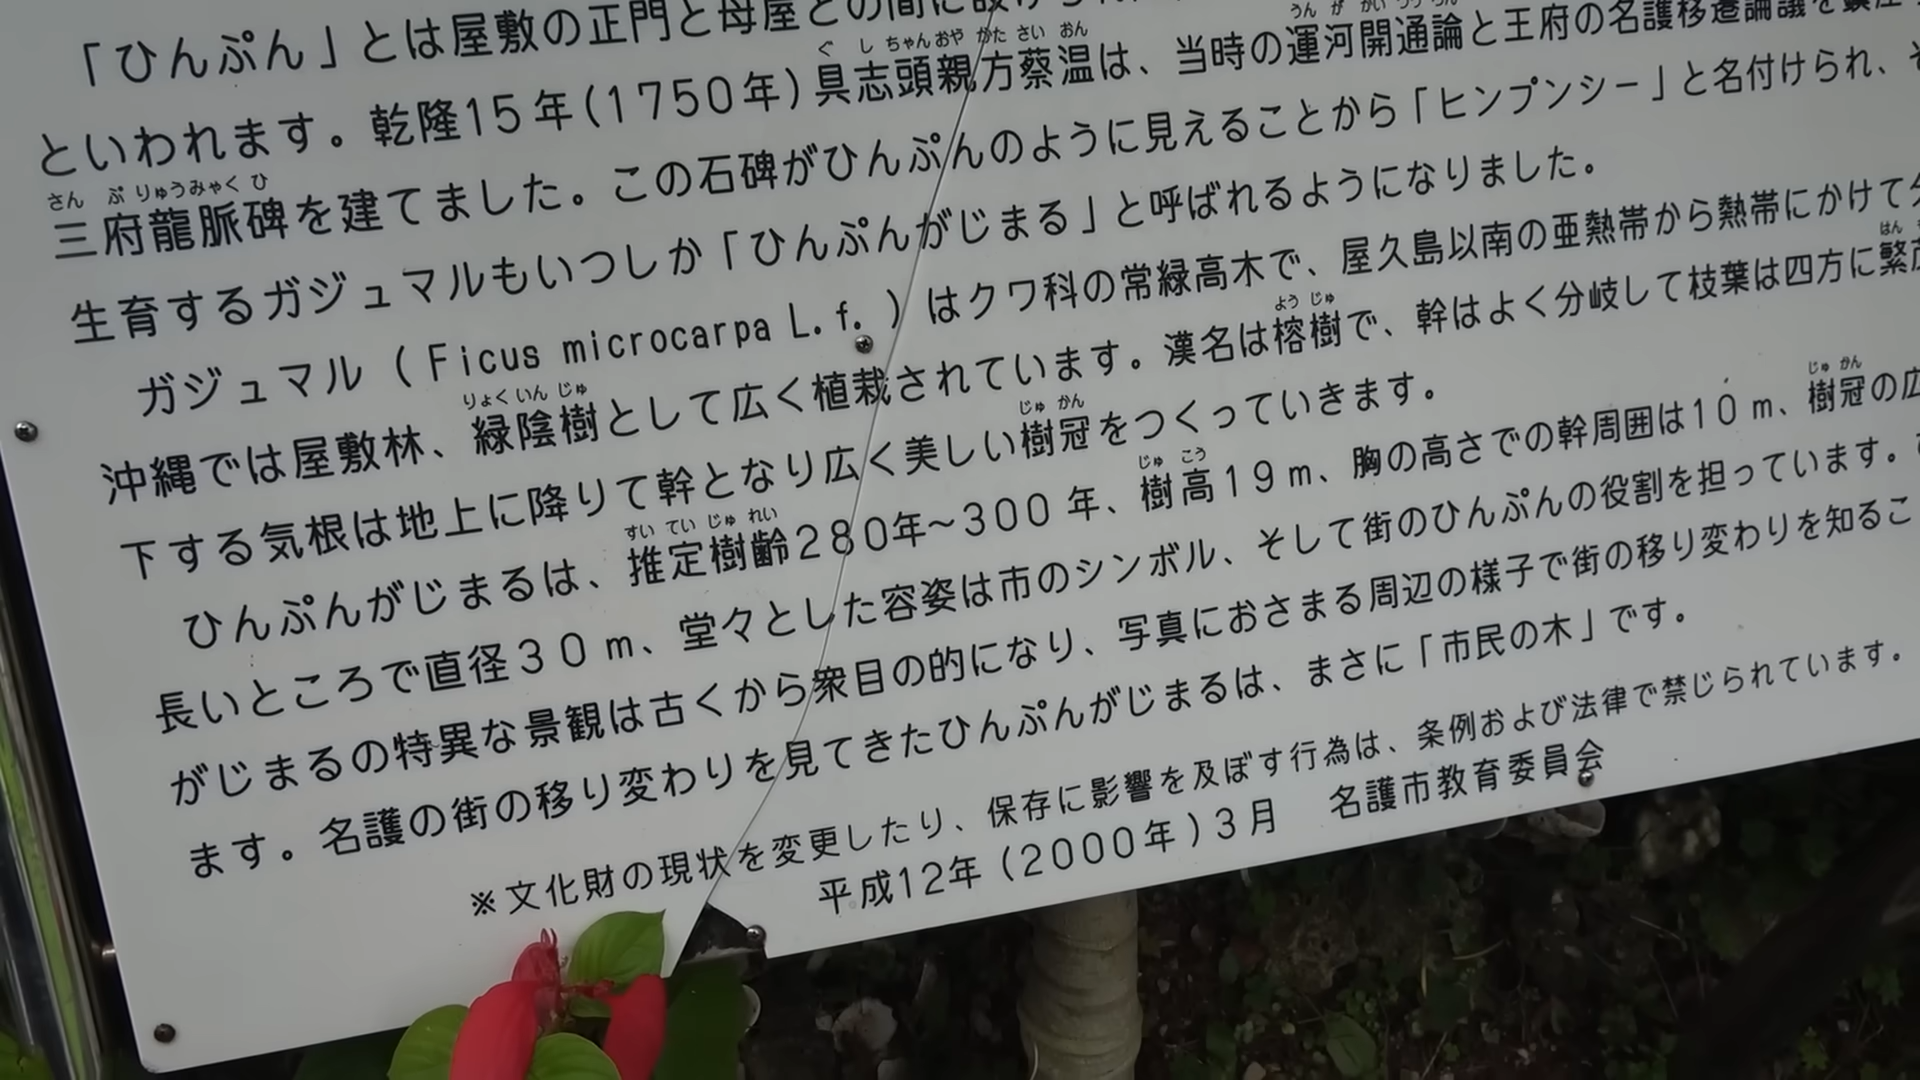 「ひんぷん」とは屋敷の正門と母屋との間に設け
といわれます。乾隆15年(1750年)具志頭親方蔡温は、当時の運河開通論と王府の名護移遷論議を
三府龍脈碑を建てました。この石碑がひんぷんのように見えることから「ヒンプンシー」と名付けられ、そ
生育するガジュマルもいつしか「ひんぷんがじまる」と呼ばれるようになりました。
ガジュマル(Ficus microcarpa L.f.)はクワ科の常緑高木で、屋久島以南の亜熱帯から熱帯にかけて分
沖縄では屋敷林、緑陰樹として広く植栽されています。漢名は榕樹で、幹はよく分岐して枝葉は四方に繁茂
下する気根は地上に降りて幹となり広く美しい樹冠をつくっていきます。
ひんぷんがじまるは、推定樹齢280年~300年、樹高19m、胸の高さでの幹周囲は10m、樹冠の広
長いところで直径30m、堂々とした容姿は市のシンボル、そして街のひんぷんの役割を担っています。
がじまるの特異な景観は古くから衆目の的になり、写真におさまる周辺の様子で街の移り変わりを知るこ
ます。名護の街の移り変わりを見てきたひんぷんがじまるは、まさに「市民の木」です。
※文化財の現状を変更したり、保存に影響を及ぼす行為は、条例および法律で禁じられています。
平成12年(2000年)3月 名護市教育委員会